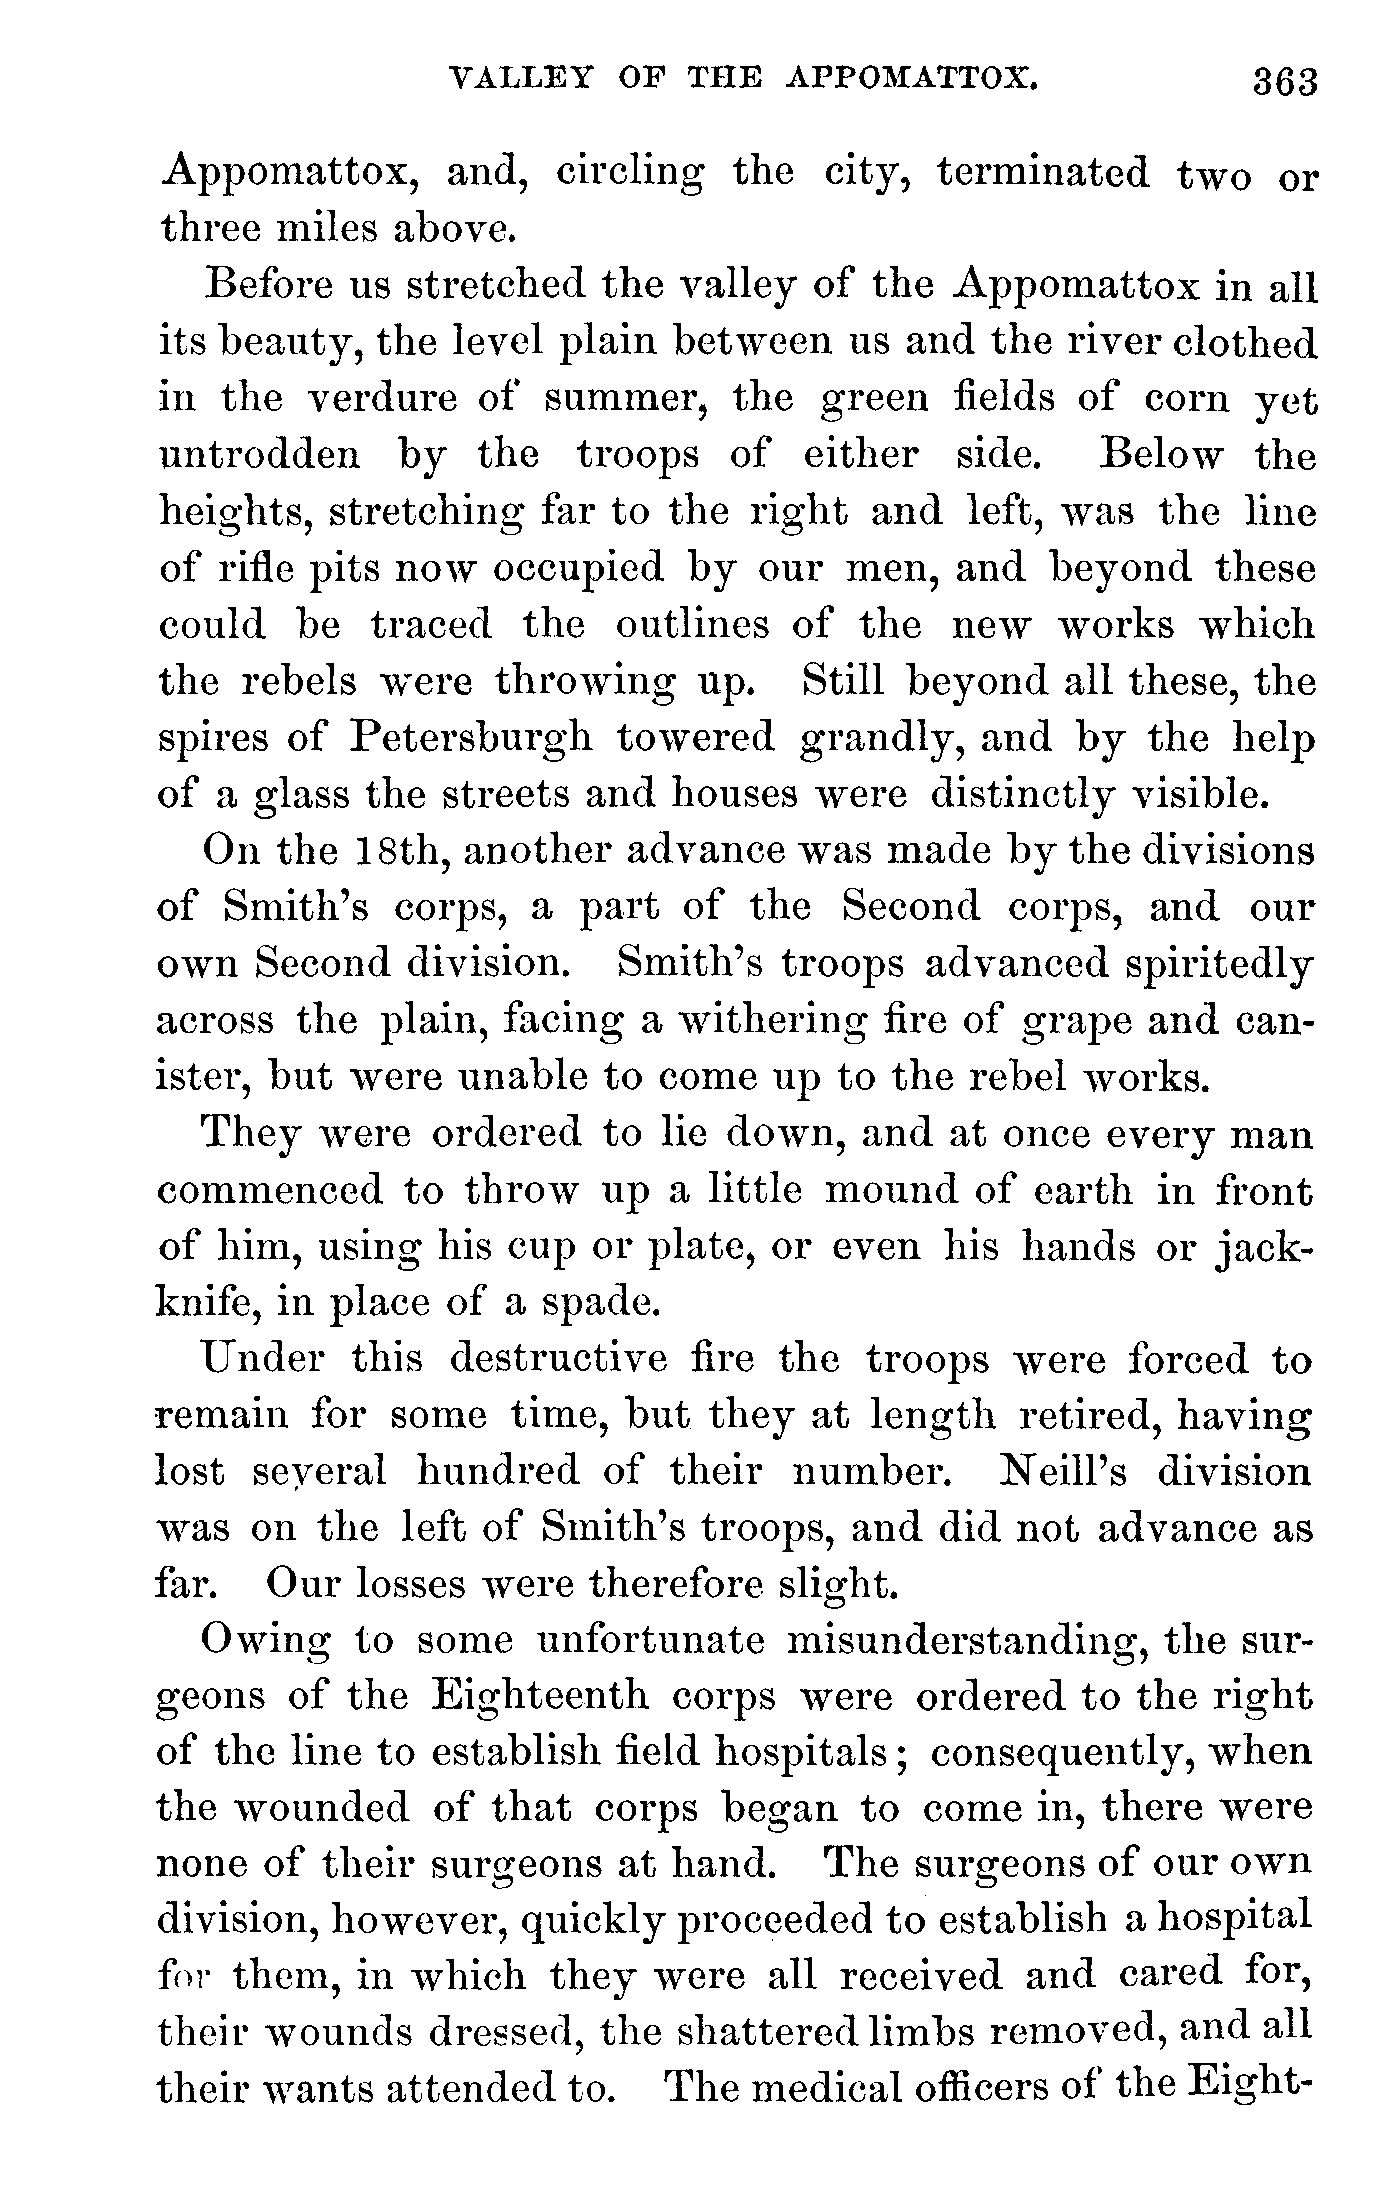 VALLEY OF THE APPOMATTOX. 363
Appomattox, and, circling the city, terminated two or
three miles above.
Before us stretched the valley of the Appomattox in all
its beauty, the level plain between us and the river clothed
in the verdure of summer, the green fields of corn yet
untrodden by the troops of either side. Below the
heights, stretching far to the right and left, was the line
of rifle pits now occupied by our men, and beyond these
could be traced the outlines of the new works which
the rebels were throwing up. Still beyond all these, the
spires of Petersburgh towered grandly, and by the help
of a glass the streets and houses were distinctly visible.
On the 18th, another advance was made by the divisions
of Smith's corps, a part of the Second corps, and our
own Second division. Smith's troops advanced spiritedly
across the plain, facing a withering fire of grape and can-
ister, but were unable to come up to the rebel works.
They were ordered to lie down, and at once every man
commenced to throw up a little mound of earth in front
of him, using his cup or plate, or even his hands or jack-
knife, in place of a spade.
Under this destructive fire the troops were forced to
remain for some time, but they at length retired, having
lost several hundred of their number. Neill's division
was on the left of Smith's troops, and did not advance as
far. Our losses were therefore slight.
Owing to some unfortunate misunderstanding, the sur-
geons of the Eighteenth corps were ordered to the right
of the line to establish field hospitals; consequently, when
the wounded of that corps began to come in, there were
none of their surgeons at hand. The surgeons of our own
division, however, quickly proceeded to establish a hospital
for them, in which they were all received and cared for,
their wounds dressed, the shattered limbs removed, and all
their wants attended to. The medical officers of the Eight-